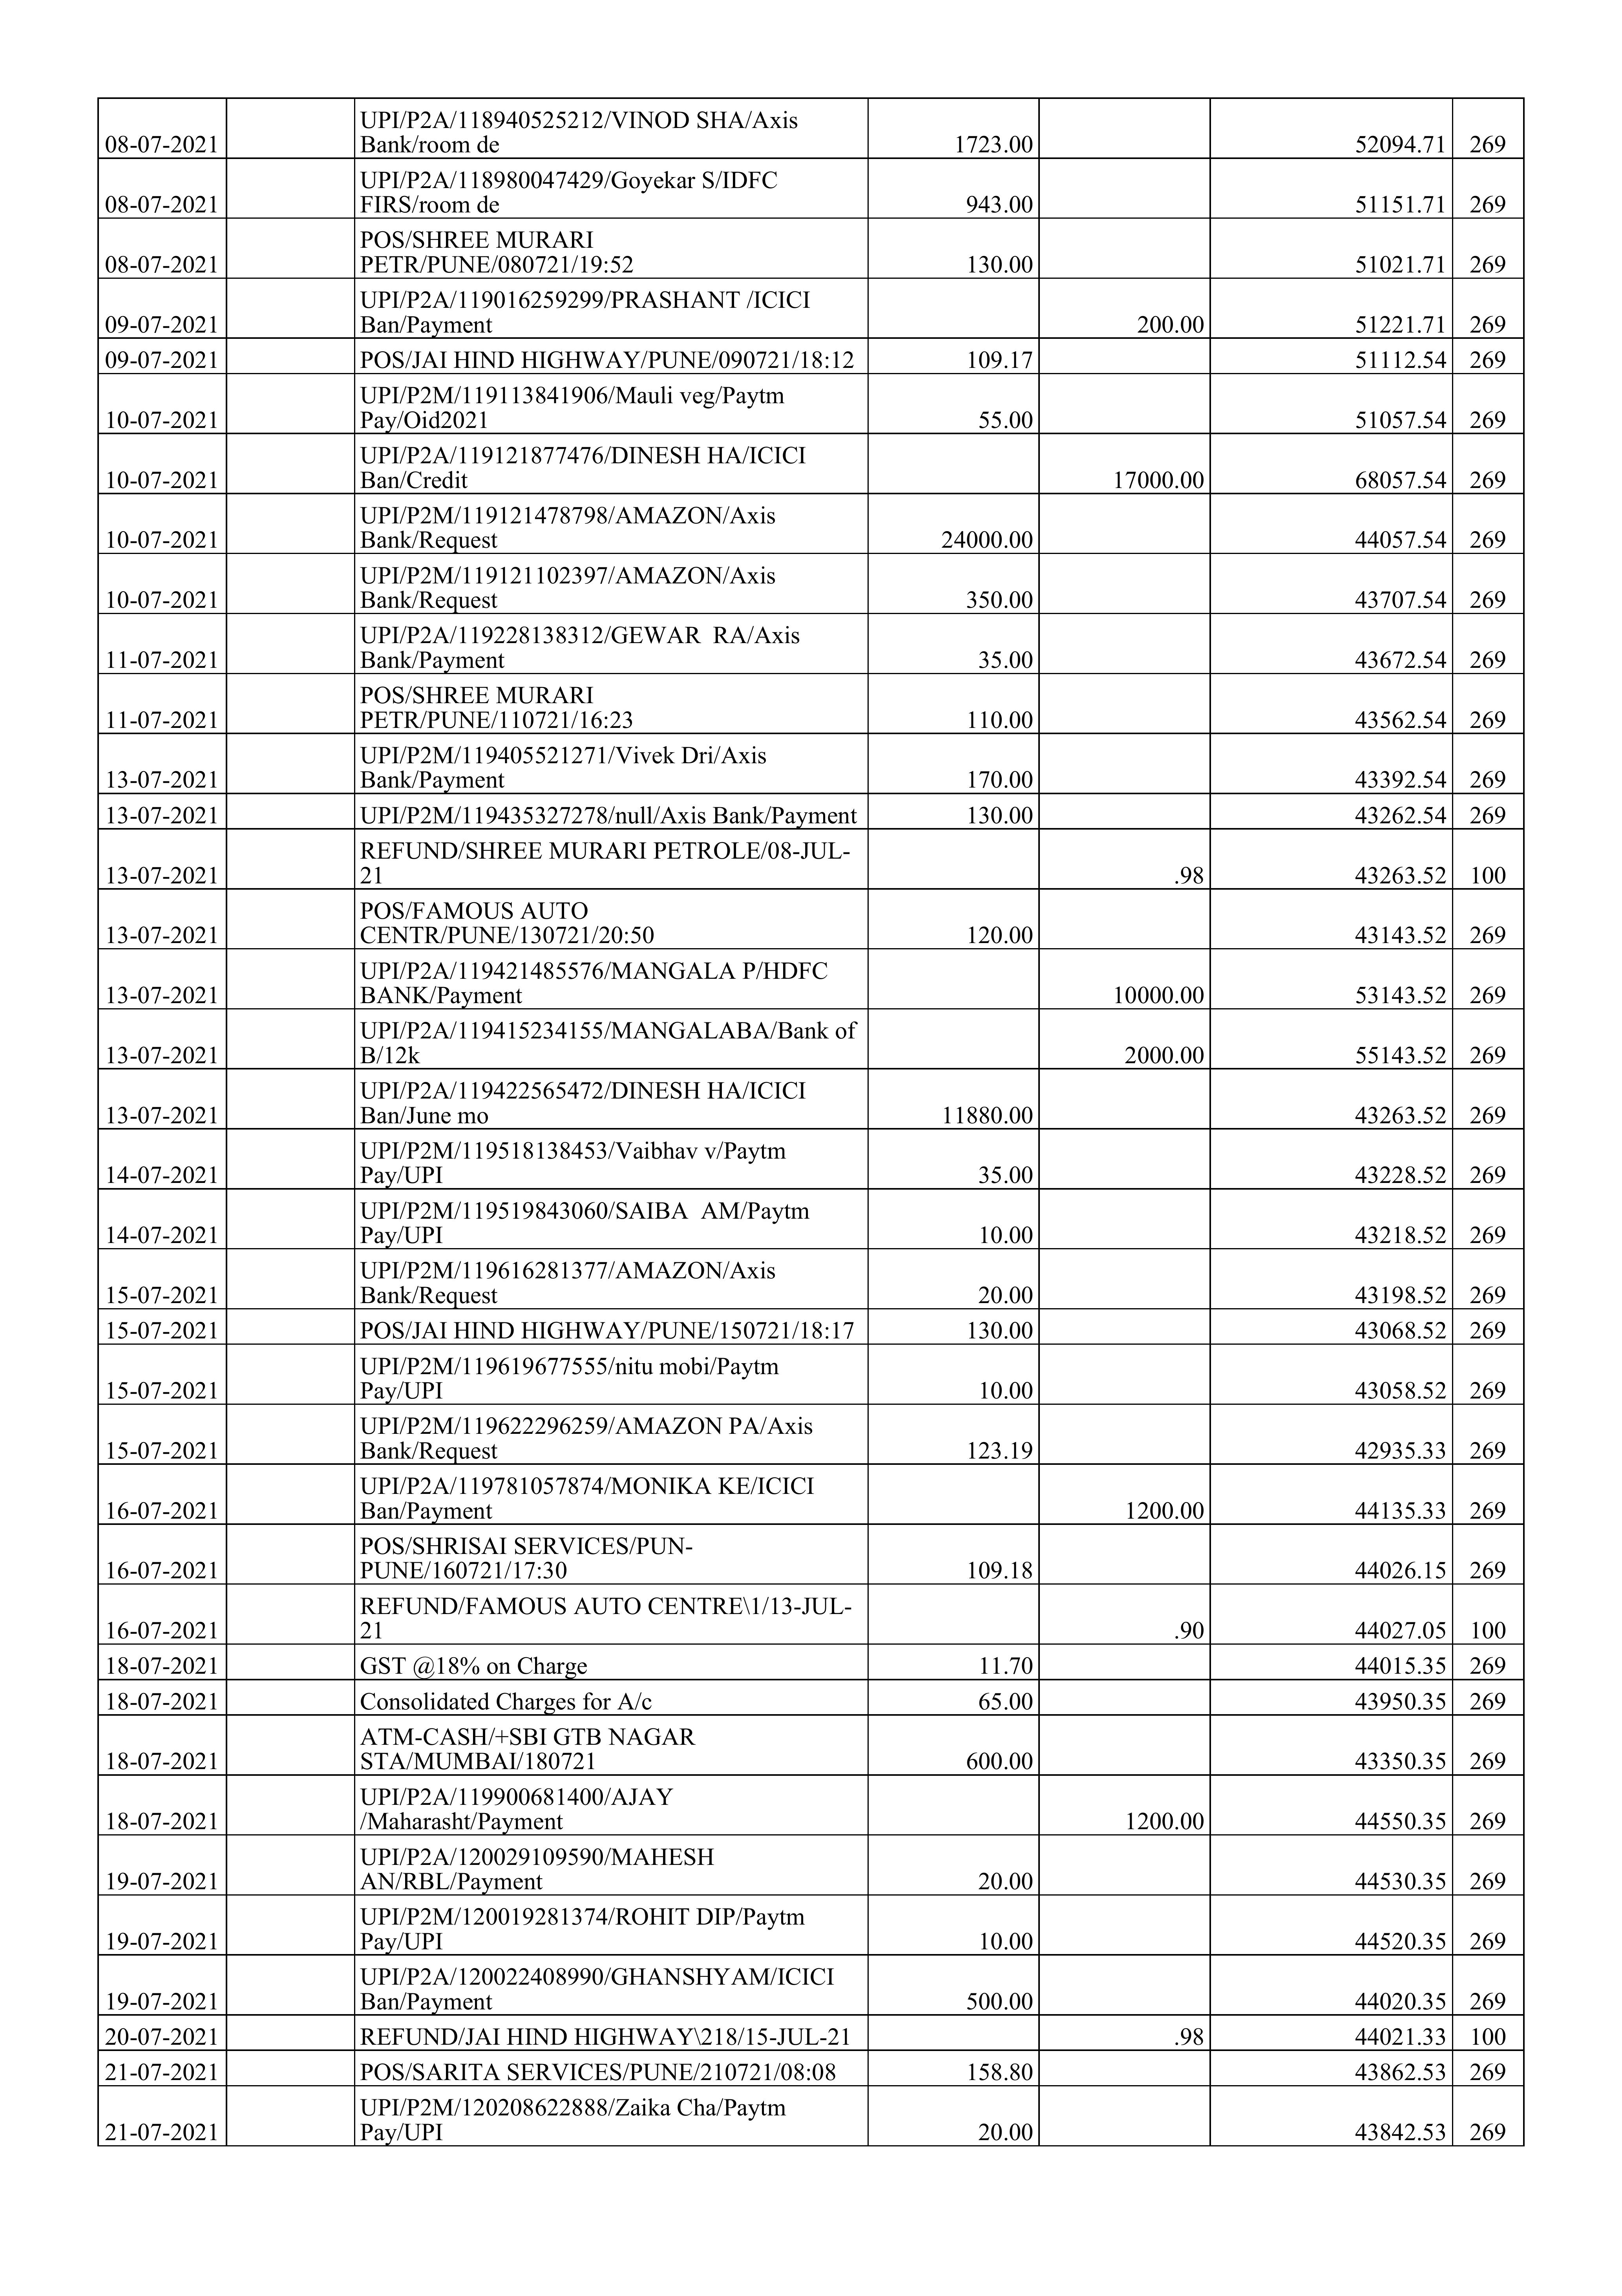 UPI/P2A/118940525212/VINOD SHA/Axis
08-07-2021 Bank/room de 1723.00 52094.71 269
UPI/P2A/118980047429/Goyekar S/IDFC
08-07-2021 FIRS/room de 943.00 51151.71 269
POS/SHREE MURARI
08-07-2021 PETR/PUNE/080721/19:52 130.00 51021.71 269
UPI/P2A/119016259299/PRASHANT /ICICI
09-07-2021 Ban/Payment 200.00 51221.71 269
09-07-2021 POS/JAI HIND HIGHWAY/PUNE/090721/18:12 109.17 51112.54 269
UPI/P2M/119113841906/Mauli veg/Paytm
10-07-2021 Pay/Oid2021 55.00 51057.54 269
UPI/P2A/119121877476/DINESH HA/ICICI
10-07-2021 Ban/Credit 17000.00 68057.54 269
UPI/P2M/119121478798/AMAZON/Axis
10-07-2021 Bank/Request 24000.00 44057.54 269
UPI/P2M/119121102397/AMAZON/Axis
10-07-2021 Bank/Request 350.00 43707.54 269
UPI/P2A/119228138312/GEWAR  RA/Axis
11-07-2021 Bank/Payment 35.00 43672.54 269
POS/SHREE MURARI
11-07-2021 PETR/PUNE/110721/16:23 110.00 43562.54 269
UPI/P2M/119405521271/Vivek Dri/Axis
13-07-2021 Bank/Payment 170.00 43392.54 269
13-07-2021 UPI/P2M/119435327278/null/Axis Bank/Payment 130.00 43262.54 269
REFUND/SHREE MURARI PETROLE/08-JUL-
13-07-2021 21 .98 43263.52 100
POS/FAMOUS AUTO
13-07-2021 CENTR/PUNE/130721/20:50 120.00 43143.52 269
UPI/P2A/119421485576/MANGALA P/HDFC
13-07-2021 BANK/Payment 10000.00 53143.52 269
UPI/P2A/119415234155/MANGALABA/Bank of
13-07-2021 B/12k 2000.00 55143.52 269
UPI/P2A/119422565472/DINESH HA/ICICI
13-07-2021 Ban/June mo 11880.00 43263.52 269
UPI/P2M/119518138453/Vaibhav v/Paytm
14-07-2021 Pay/UPI 35.00 43228.52 269
UPI/P2M/119519843060/SAIBA  AM/Paytm
14-07-2021 Pay/UPI 10.00 43218.52 269
UPI/P2M/119616281377/AMAZON/Axis
15-07-2021 Bank/Request 20.00 43198.52 269
15-07-2021 POS/JAI HIND HIGHWAY/PUNE/150721/18:17 130.00 43068.52 269
UPI/P2M/119619677555/nitu mobi/Paytm
15-07-2021 Pay/UPI 10.00 43058.52 269
UPI/P2M/119622296259/AMAZON PA/Axis
15-07-2021 Bank/Request 123.19 42935.33 269
UPI/P2A/119781057874/MONIKA KE/ICICI
16-07-2021 Ban/Payment 1200.00 44135.33 269
POS/SHRISAI SERVICES/PUN-
16-07-2021 PUNE/160721/17:30 109.18 44026.15 269
REFUND/FAMOUS AUTO CENTRE\1/13-JUL-
16-07-2021 21 .90 44027.05 100
18-07-2021 GST @18% on Charge 11.70 44015.35 269
18-07-2021 Consolidated Charges for A/c 65.00 43950.35 269
ATM-CASH/+SBI GTB NAGAR
18-07-2021 STA/MUMBAI/180721 600.00 43350.35 269
UPI/P2A/119900681400/AJAY
18-07-2021 /Maharasht/Payment 1200.00 44550.35 269
UPI/P2A/120029109590/MAHESH
19-07-2021 AN/RBL/Payment 20.00 44530.35 269
UPI/P2M/120019281374/ROHIT DIP/Paytm
19-07-2021 Pay/UPI 10.00 44520.35 269
UPI/P2A/120022408990/GHANSHYAM/ICICI
19-07-2021 Ban/Payment 500.00 44020.35 269
20-07-2021 REFUND/JAI HIND HIGHWAY\218/15-JUL-21 .98 44021.33 100
21-07-2021 POS/SARITA SERVICES/PUNE/210721/08:08 158.80 43862.53 269
UPI/P2M/120208622888/Zaika Cha/Paytm
21-07-2021 Pay/UPI 20.00 43842.53 269